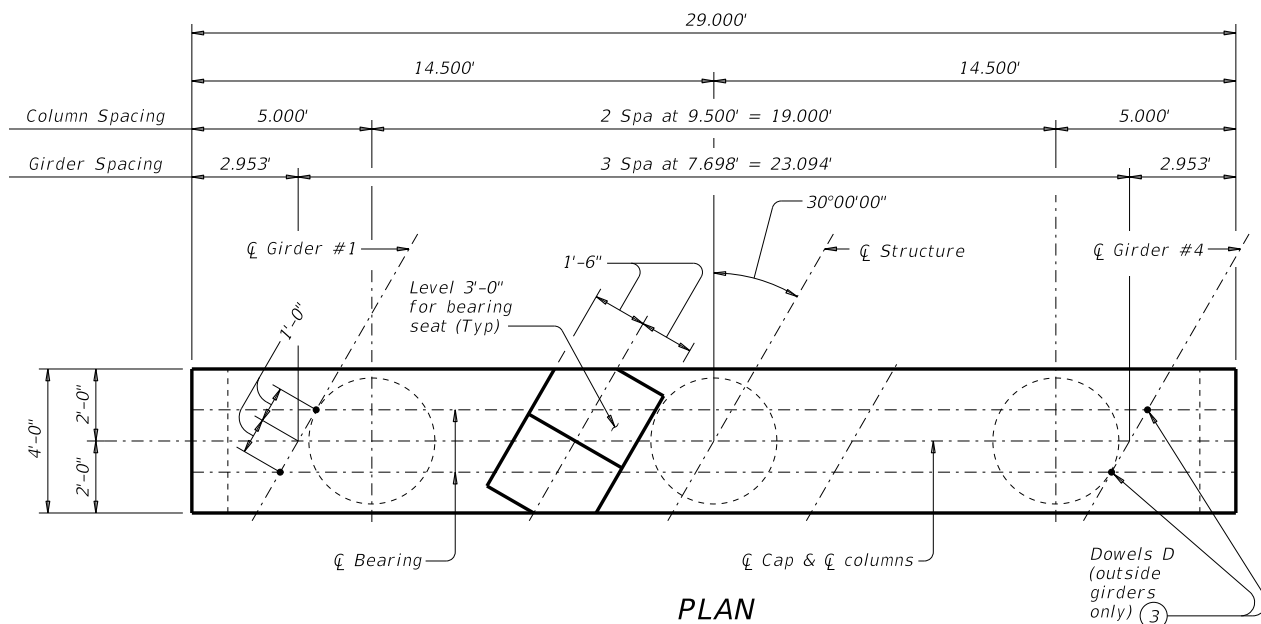 29.000'
14.500' 14.500'
Column Spacing 5.000' 2 Spa at 9.500' = 19.000' 5.000'
Girder Spacing 2.953' 3 Spa at 7.698' = 23.094' 2.953'
30°00'00"
℄ Girder #1
℄ Structure
℄ Girder #4
1'-6"
Level 3'-0"
for bearing
seat (Typ)
1'-0"
4'-0"
2'-0"
2'-0"
℄ Bearing
℄ Cap & ℄ columns
Dowels D
(outside
girders
only) 3
PLAN